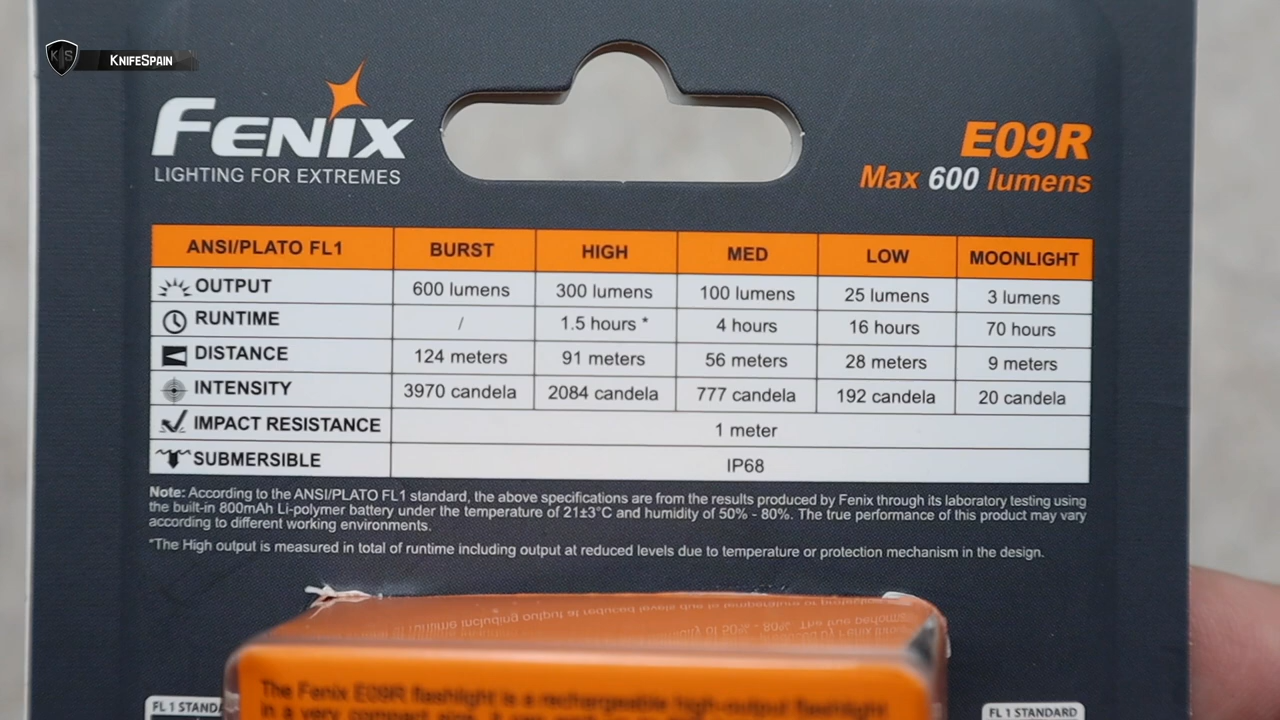 KS KNIFESPAIN
FENIX
LIGHTING FOR EXTREMES
E09R
Max 600 lumens
ANSI/PLATO FL1 BURST HIGH MED LOW MOONLIGHT
OUTPUT 600 lumens 300 lumens 100 lumens 25 lumens 3 lumens
RUNTIME / 1.5 hours * 4 hours 16 hours 70 hours
DISTANCE 124 meters 91 meters 56 meters 28 meters 9 meters
INTENSITY 3970 candela 2084 candela 777 candela 192 candela 20 candela
IMPACT RESISTANCE 1 meter
SUBMERSIBLE IP68
Note: According to the ANSI/PLATO FL1 standard, the above specifications are from the results produced by Fenix through its laboratory testing using
the built-in 800mAh Li-polymer battery under the temperature of 21±3°C and humidity of 50% - 80%. The true performance of this product may vary
according to different working environments.
*The High output is measured in total of runtime including output at reduced levels due to temperature or protection mechanism in the design.
The Fenix E09R flashlight is a rechargeable high-output flashlight
in a very compact size.
FL 1 STANDA
FL 1 STANDARD